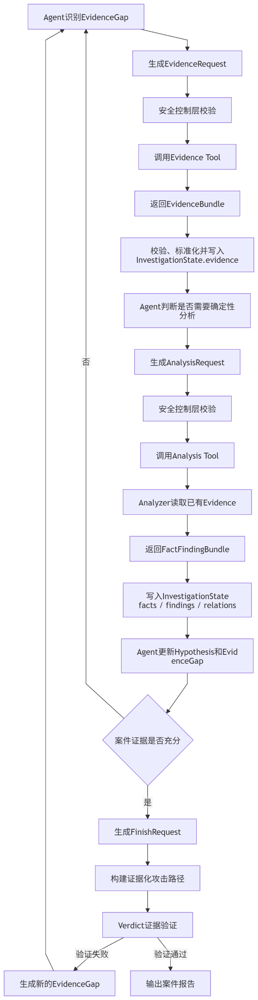 Agent识别EvidenceGap
生成EvidenceRequest
安全控制层校验
调用Evidence Tool
返回EvidenceBundle
校验、标准化并写入
InvestigationState.evidence
Agent判断是否需要确定性
分析
生成AnalysisRequest
否
安全控制层校验
调用Analysis Tool
Analyzer读取已有Evidence
返回FactFindingBundle
写入InvestigationState
facts / findings / relations
Agent更新Hypothesis和Evid
enceGap
案件证据是否充分
是
生成FinishRequest
构建证据化攻击路径
Verdict证据验证
验证失败
验证通过
生成新的EvidenceGap
输出案件报告